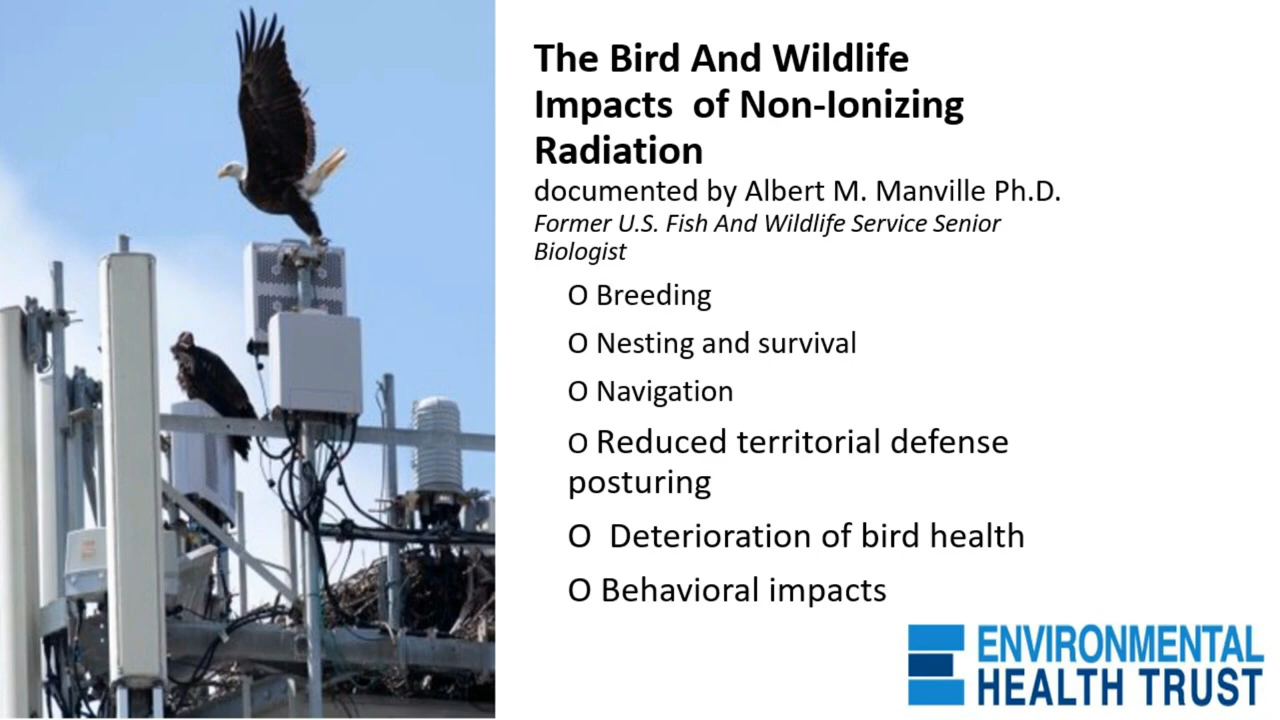 The Bird And Wildlife
Impacts  of Non-Ionizing
Radiation
documented by Albert M. Manville Ph.D.
Former U.S. Fish And Wildlife Service Senior
Biologist
O Breeding
O Nesting and survival
O Navigation
O Reduced territorial defense
posturing
O  Deterioration of bird health
O Behavioral impacts
ENVIRONMENTAL
HEALTH TRUST